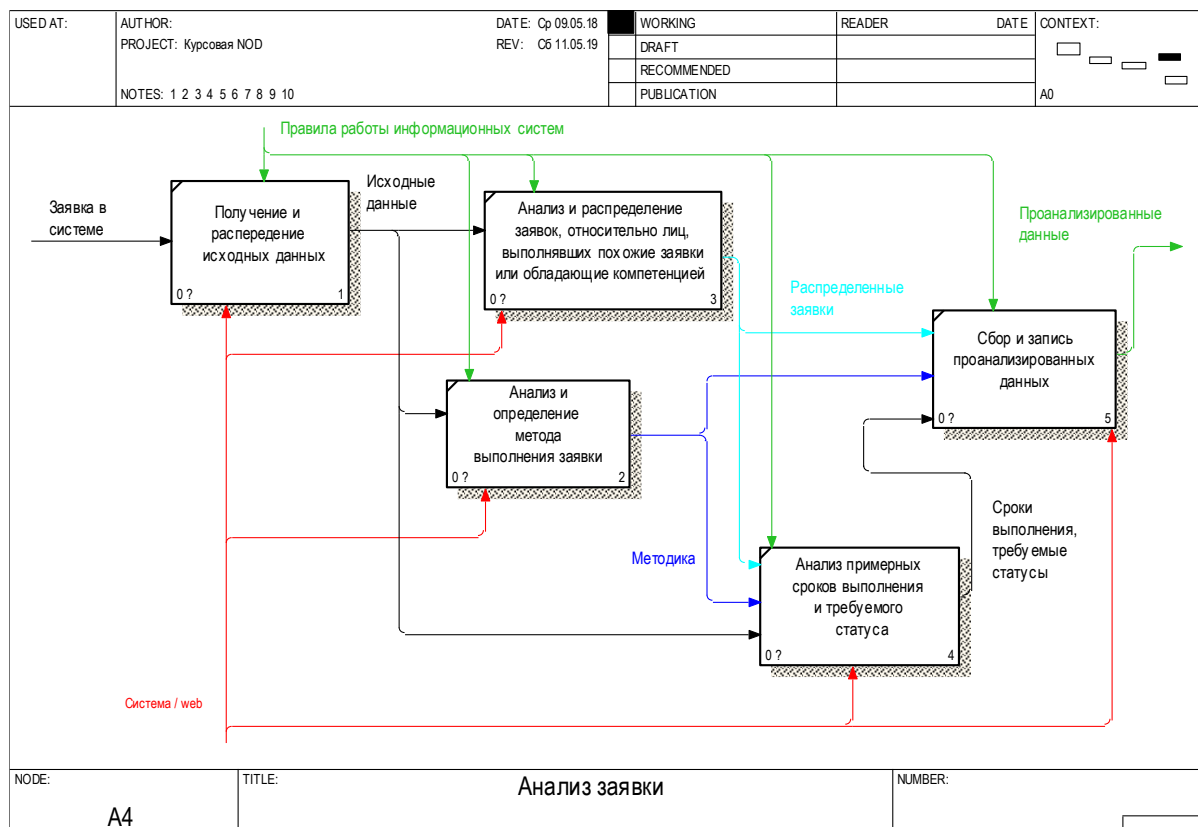 USED AT:
AUTHOR:
DATE: Ср 09.05.18
PROJECT: Курсовая NOD
REV: Сб 11.05.19
NOTES: 1 2 3 4 5 6 7 8 9 10
WORKING
DRAFT
RECOMMENDED
PUBLICATION
READER
DATE
CONTEXT:
A0
Правила работы информационных систем
Заявка в
системе
Получение и
распередение
исходных данных
0 ?
1
Исходные
данные
Анализ и распределение
заявок, относительно лиц,
выполнявших похожие заявки
или обладающие компетенцией
0 ?
3
Проанализированные
данные
Распределенные
заявки
Сбор и запись
проанализированных
данных
0 ?
5
Анализ и
определение
метода
выполнения заявки
0 ?
2
Методика
Сроки
выполнения,
требуемые
статусы
Анализ примерных
сроков выполнения
и требуемого
статуса
0 ?
4
Система / web
NODE:
A4
TITLE:
Анализ заявки
NUMBER: